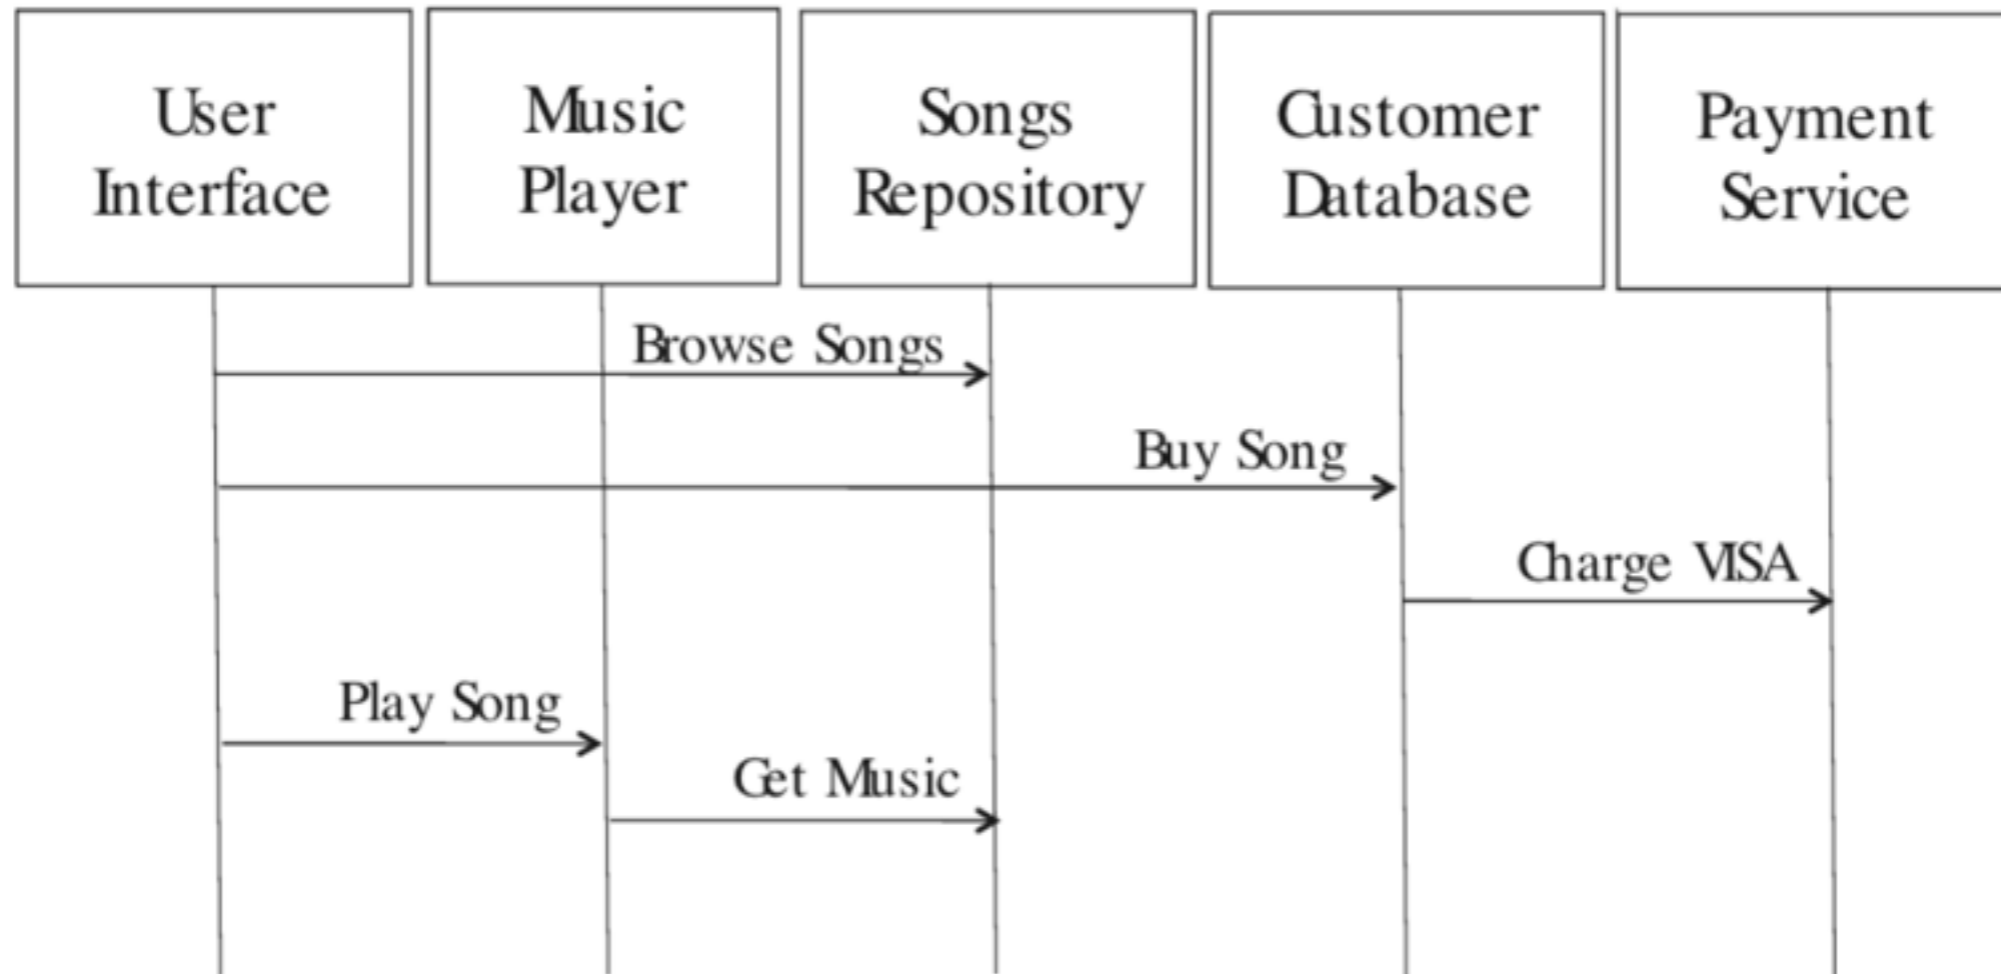 User
Interface
Music
Player
Songs
Repository
Customer
Database
Payment
Service
Browse Songs
Buy Song
Charge VISA
Play Song
Get Music